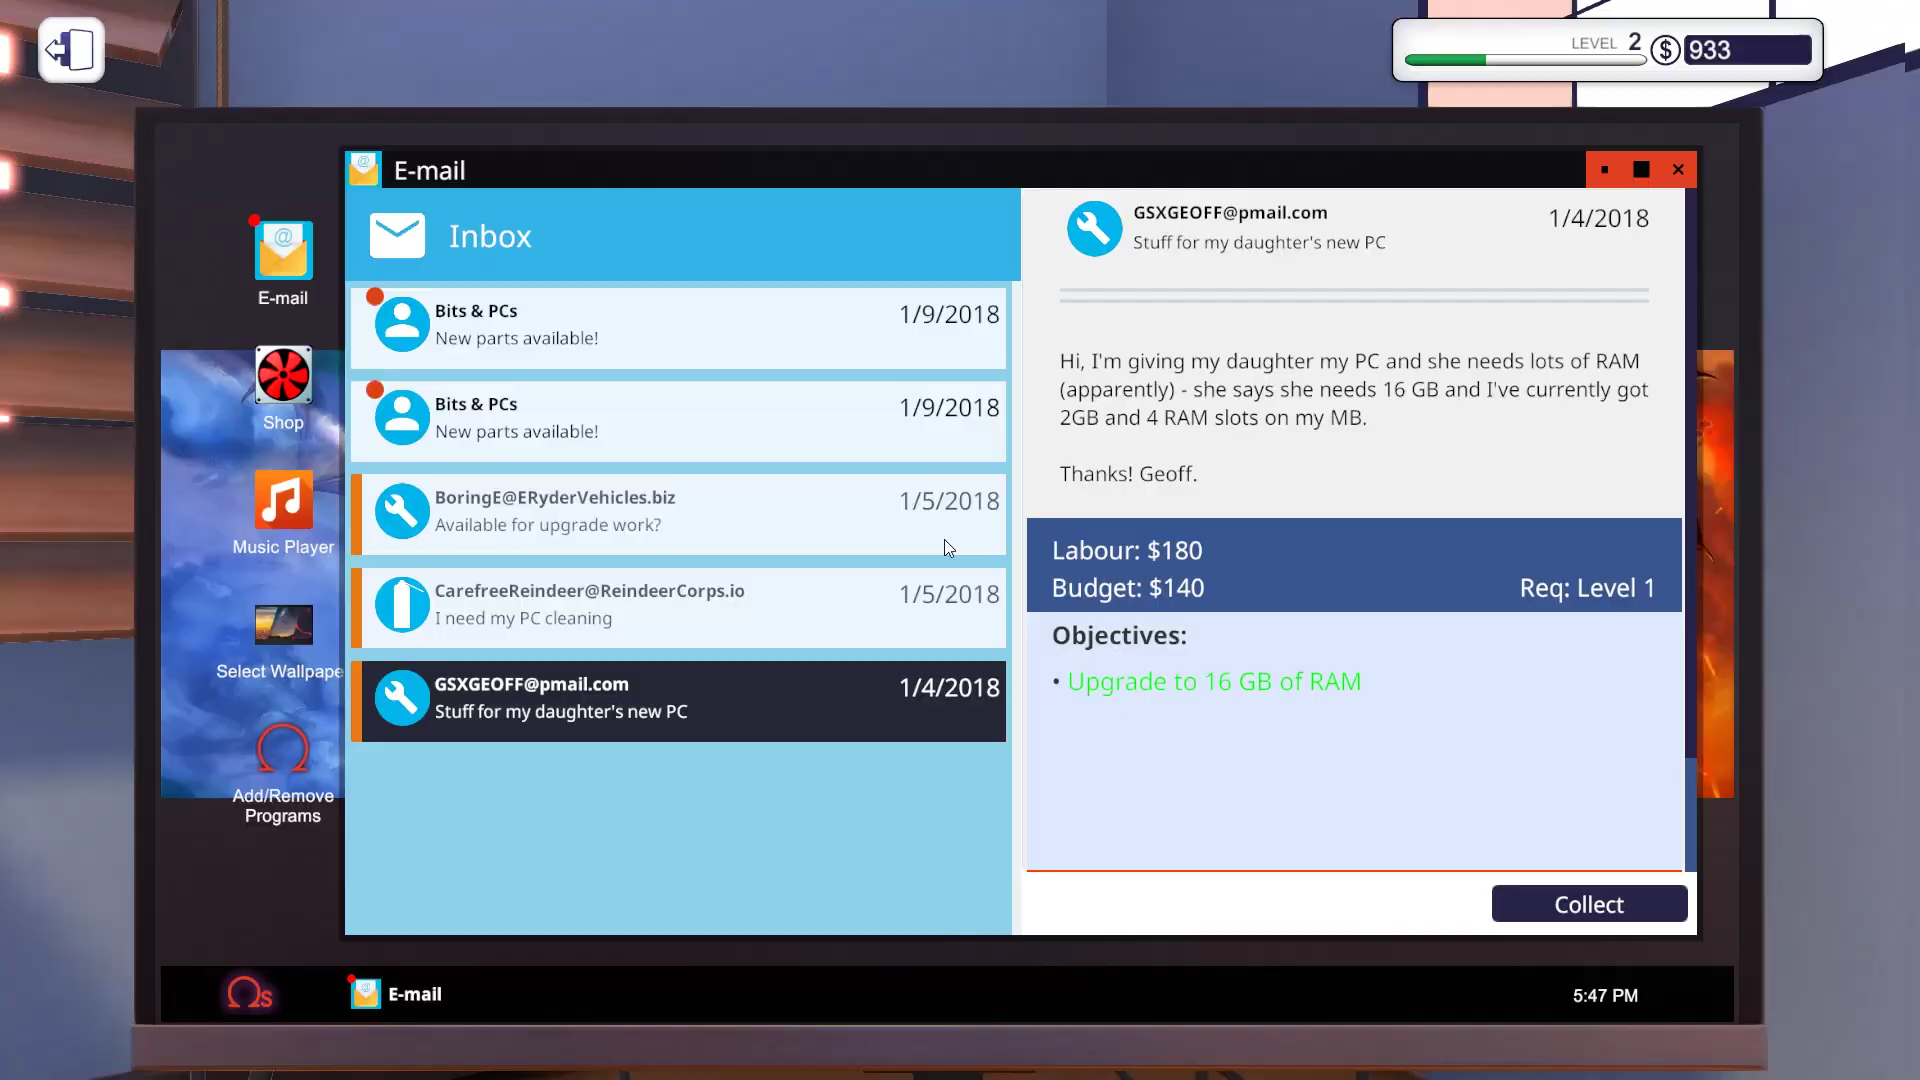 LEVEL 2 $ 933
E-mail
Inbox
Bits & PCs 1/9/2018
New parts available!
Bits & PCs 1/9/2018
New parts available!
BoringE@ERyderVehicles.biz 1/5/2018
Available for upgrade work?
CarefreeReindeer@ReindeerCorps.io 1/5/2018
I need my PC cleaning
GSXGEOFF@pmail.com 1/4/2018
Stuff for my daughter's new PC
GSXGEOFF@pmail.com 1/4/2018
Stuff for my daughter's new PC
Hi, I'm giving my daughter my PC and she needs lots of RAM
(apparently) - she says she needs 16 GB and I've currently got
2GB and 4 RAM slots on my MB.
Thanks! Geoff.
Labour: $180
Budget: $140 Req: Level 1
Objectives:
• Upgrade to 16 GB of RAM
Collect
E-mail
Shop
Music Player
Select Wallpape
Add/Remove
Programs
Ωs
E-mail
5:47 PM